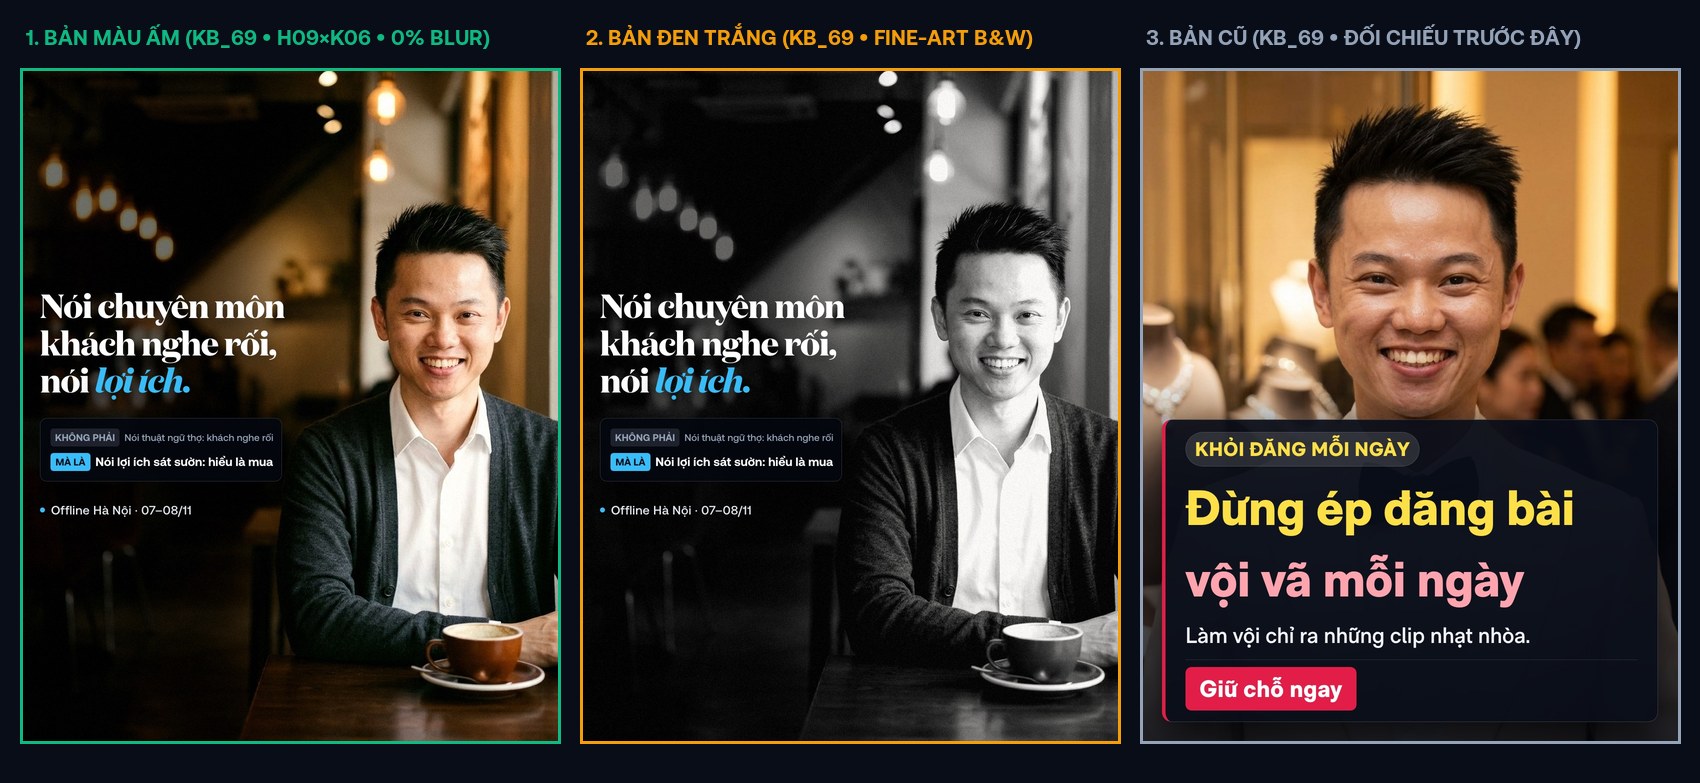 1. BẢN MÀU ẤM (KB_69 • H09×K06 • 0% BLUR)
Nói chuyên môn
khách nghe rối,
nói lợi ích.
KHÔNG PHẢI Nói thuật ngữ thợ: khách nghe rối
MÀ LÀ Nói lợi ích sát sườn: hiểu là mua
• Offline Hà Nội · 07–08/11
2. BẢN ĐEN TRẮNG (KB_69 • FINE-ART B&W)
Nói chuyên môn
khách nghe rối,
nói lợi ích.
KHÔNG PHẢI Nói thuật ngữ thợ: khách nghe rối
MÀ LÀ Nói lợi ích sát sườn: hiểu là mua
• Offline Hà Nội · 07–08/11
3. BẢN CŨ (KB_69 • ĐỐI CHIẾU TRƯỚC ĐÂY)
KHỎI ĐĂNG MỖI NGÀY
Đừng ép đăng bài
vội vã mỗi ngày
Làm vội chỉ ra những clip nhạt nhòa.
Giữ chỗ ngay